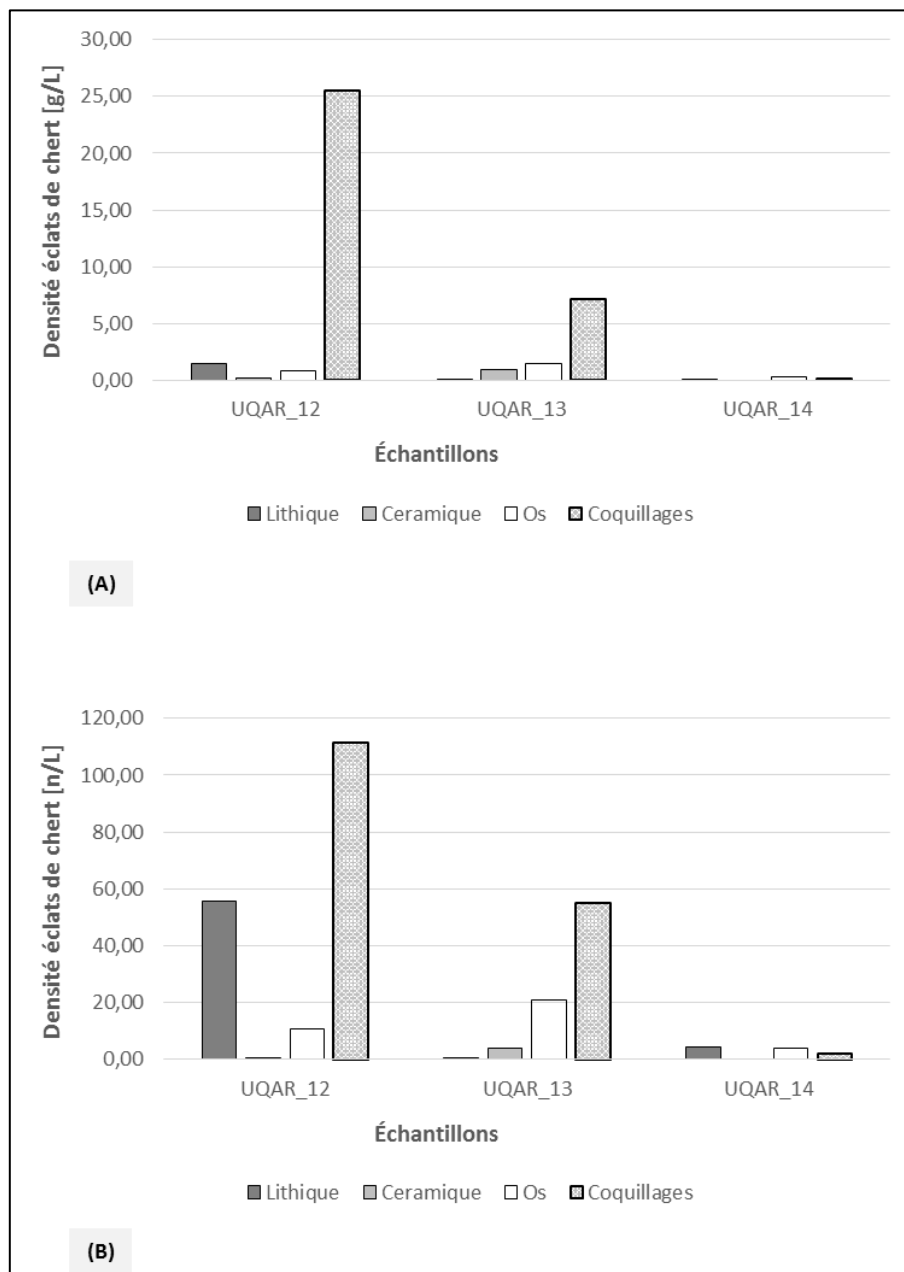 30,00
25,00
20,00
15,00
10,00
5,00
0,00
Densité éclats de chert [g/L]
UQAR_12 UQAR_13 UQAR_14
Échantillons
Lithique Ceramique Os Coquillages
(A)
120,00
100,00
80,00
60,00
40,00
20,00
0,00
Densité éclats de chert [n/L]
UQAR_12 UQAR_13 UQAR_14
Échantillons
Lithique Ceramique Os Coquillages
(B)